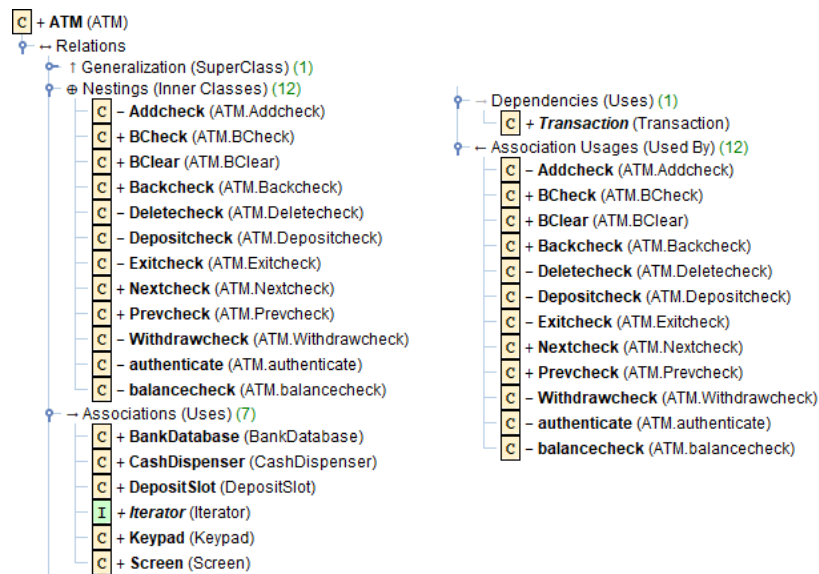 C + ATM (ATM)
↔ Relations
↑ Generalization (SuperClass) (1)
⊕ Nestings (Inner Classes) (12)
C – Addcheck (ATM.Addcheck)
C + BCheck (ATM.BCheck)
C + BClear (ATM.BClear)
C + Backcheck (ATM.Backcheck)
C – Deletecheck (ATM.Deletecheck)
C – Depositcheck (ATM.Depositcheck)
C – Exitcheck (ATM.Exitcheck)
C + Nextcheck (ATM.Nextcheck)
C + Prevcheck (ATM.Prevcheck)
C – Withdrawcheck (ATM.Withdrawcheck)
C – authenticate (ATM.authenticate)
C – balancecheck (ATM.balancecheck)
→ Associations (Uses) (7)
C + BankDatabase (BankDatabase)
C + CashDispenser (CashDispenser)
C + DepositSlot (DepositSlot)
I + Iterator (Iterator)
C + Keypad (Keypad)
C + Screen (Screen)
→ Dependencies (Uses) (1)
C + Transaction (Transaction)
← Association Usages (Used By) (12)
C – Addcheck (ATM.Addcheck)
C + BCheck (ATM.BCheck)
C + BClear (ATM.BClear)
C + Backcheck (ATM.Backcheck)
C – Deletecheck (ATM.Deletecheck)
C – Depositcheck (ATM.Depositcheck)
C – Exitcheck (ATM.Exitcheck)
C + Nextcheck (ATM.Nextcheck)
C + Prevcheck (ATM.Prevcheck)
C – Withdrawcheck (ATM.Withdrawcheck)
C – authenticate (ATM.authenticate)
C – balancecheck (ATM.balancecheck)